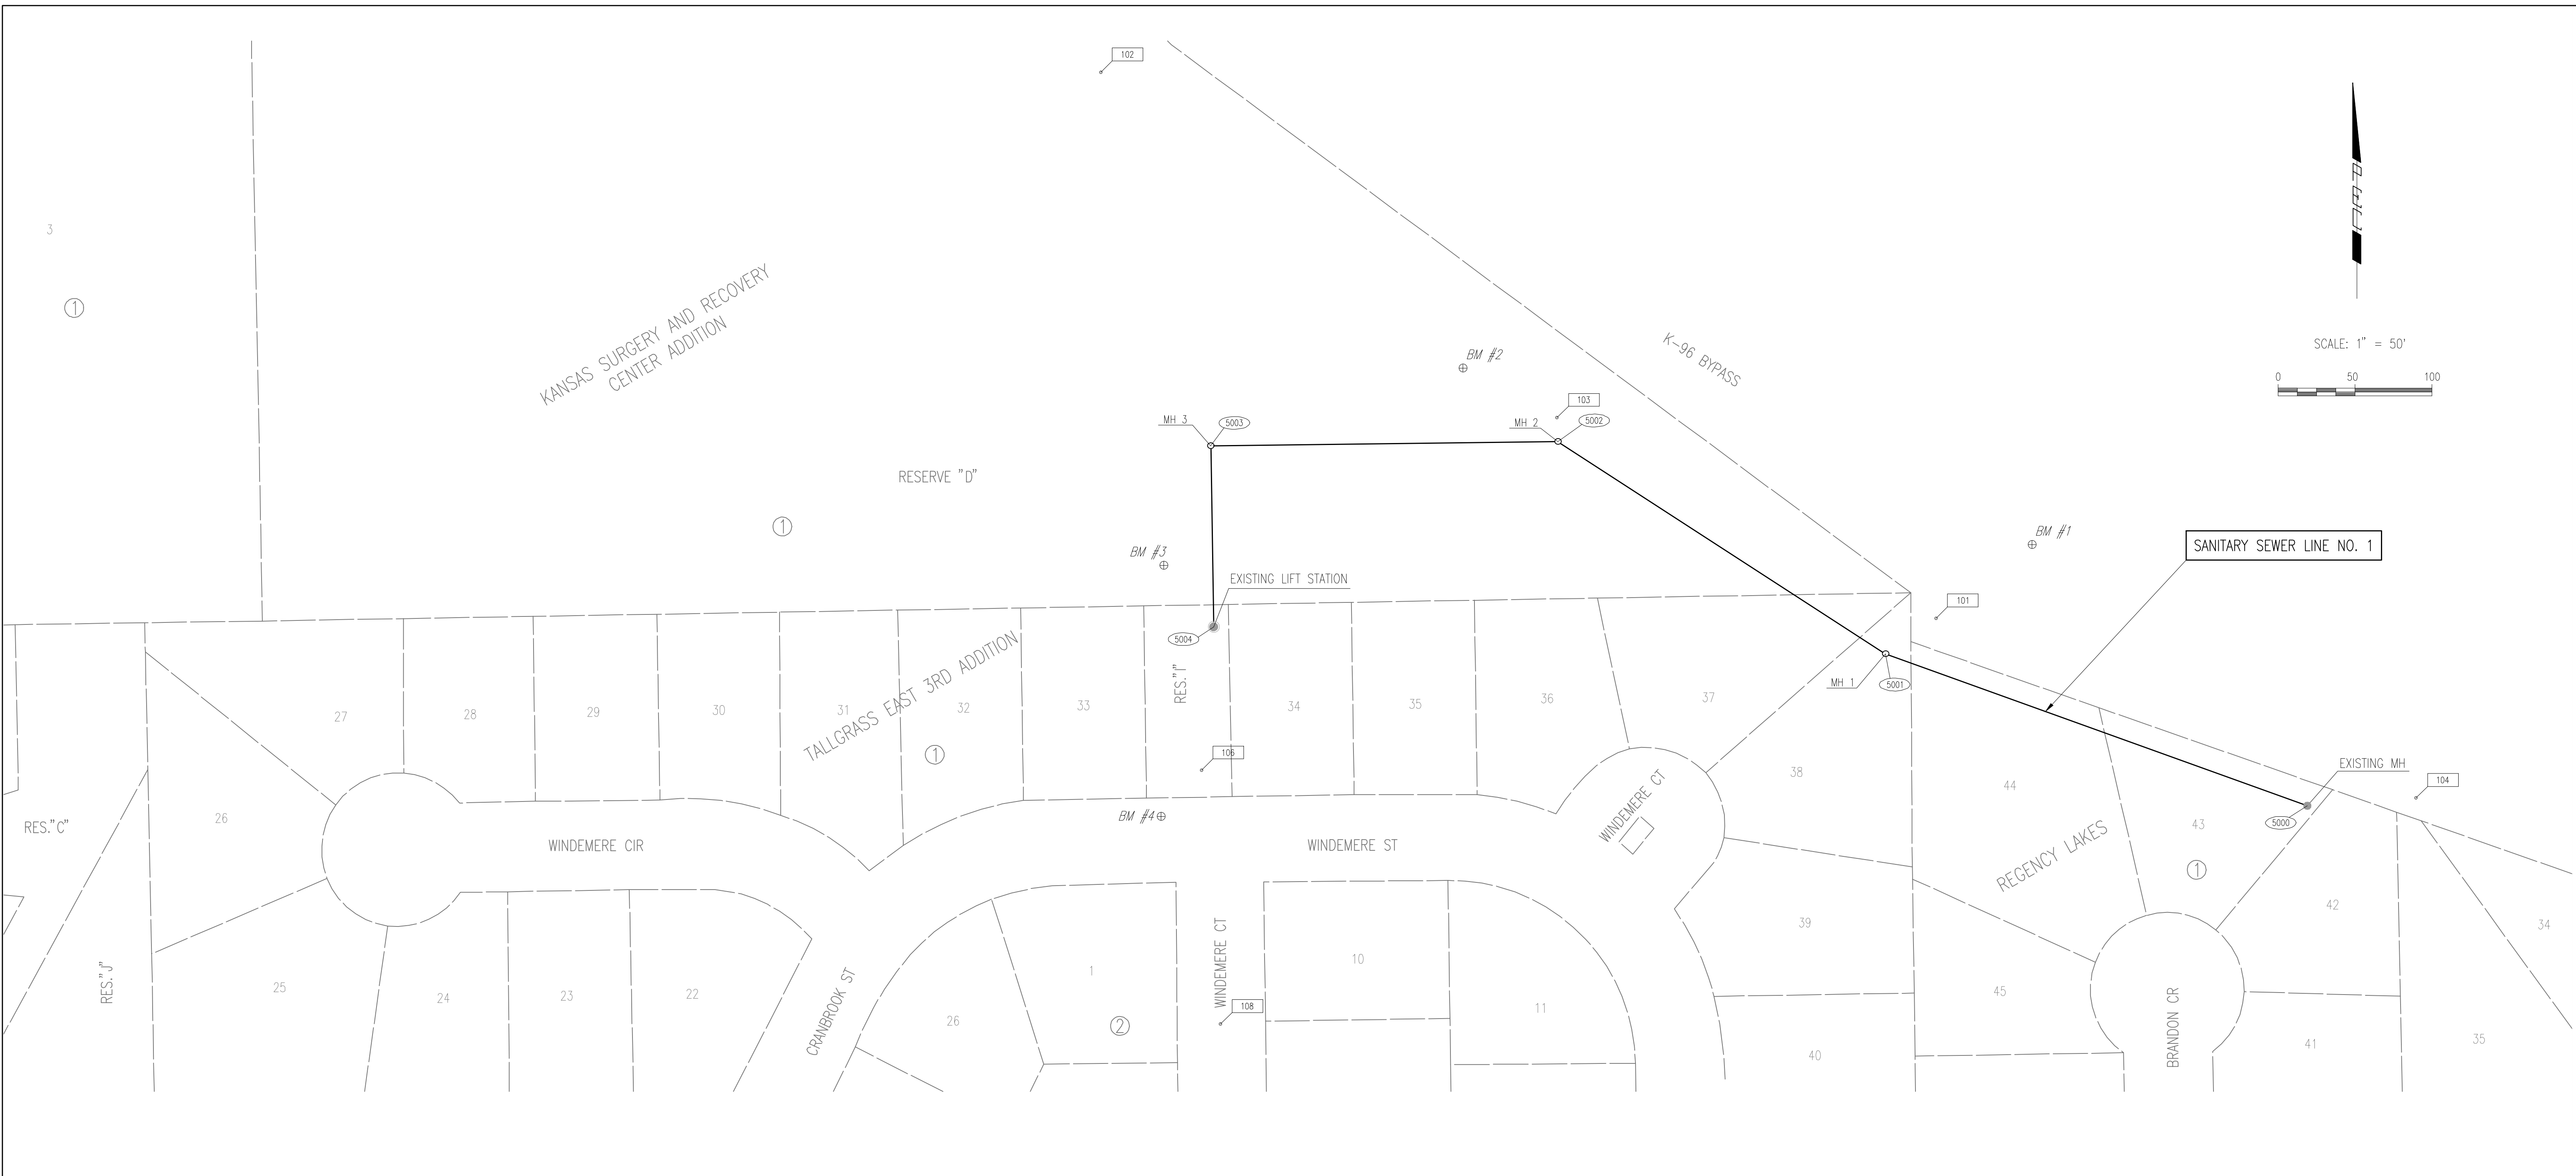 102
3
1
KANSAS SURGERY AND RECOVERY
CENTER ADDITION
PEC
K-96 BYPASS
SCALE: 1" = 50'
0 50 100
BM #2
103
MH 3
5003
MH 2
5002
RESERVE "D"
1
BM #3
BM #1
SANITARY SEWER LINE NO. 1
EXISTING LIFT STATION
101
5004
MH 1
5001
TALLGRASS EAST 3RD ADDITION
RES."I"
27
28
29
30
31
32
33
34
35
36
37
1
106
38
44
EXISTING MH
104
WINDEMERE CT
RES."C"
26
BM #4
5000
43
WINDEMERE CIR
WINDEMERE ST
REGENCY LAKES
1
42
34
39
RES."J"
25
24
23
22
CRANBROOK ST
26
1
2
WINDEMERE CT
108
10
11
40
45
BRANDON CR
41
35